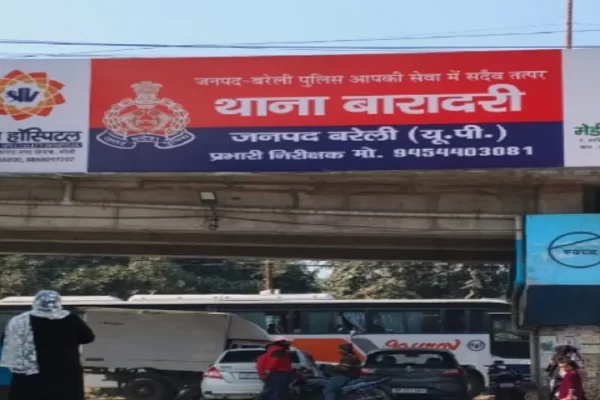 जनपद-बरेली पुलिस आपकी सेवा में सदैव तत्पर
थाना बारादरी
जनपद बरेली (यू.पी.)
प्रभारी निरीक्षक मो. 9454403081
हॉस्पिटल
मेडी